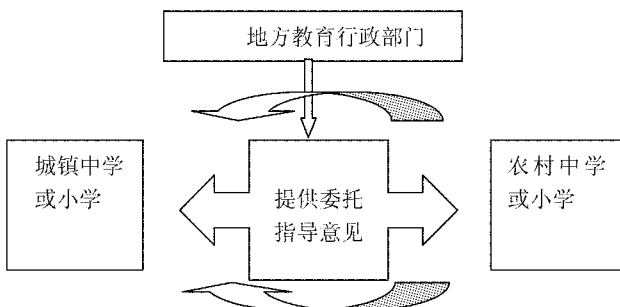 地方教育行政部门
城镇中学
或小学
提供委托
指导意见
农村中学
或小学